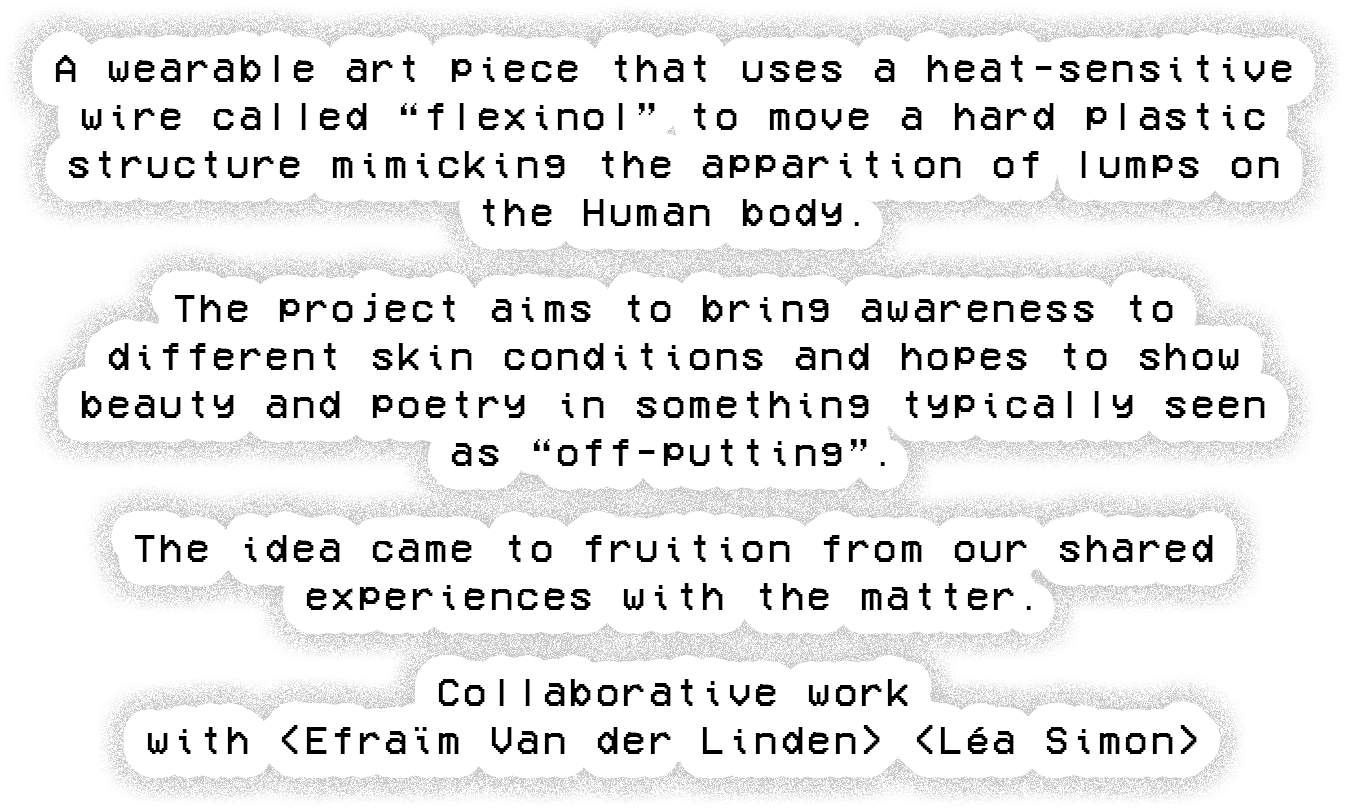 A wearable art piece that uses a heat-sensitive
wire called “flexinol” to move a hard plastic
structure mimicking the apparition of lumps on
the Human body.
The project aims to bring awareness to
different skin conditions and hopes to show
beauty and poetry in something typically seen
as “off-putting”.
The idea came to fruition from our shared
experiences with the matter.
Collaborative work
with <Efraïm Van der Linden> <Léa Simon>